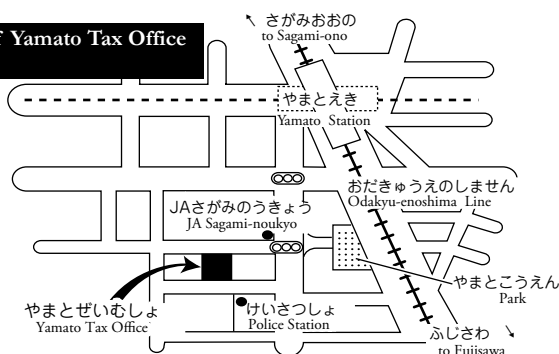 f Yamato Tax Office
さがみおおの
to Sagami-ono
やまとえき
Yamato Station
おだきゅうえのしません
Odakyu-enoshima Line
JAさがみのうきょう
JA Sagami-noukyo
やまとこうえん
Park
やまとぜいむしょ
Yamato Tax Office
けいさつしょ
Police Station
ふじさわ
to Fujisawa